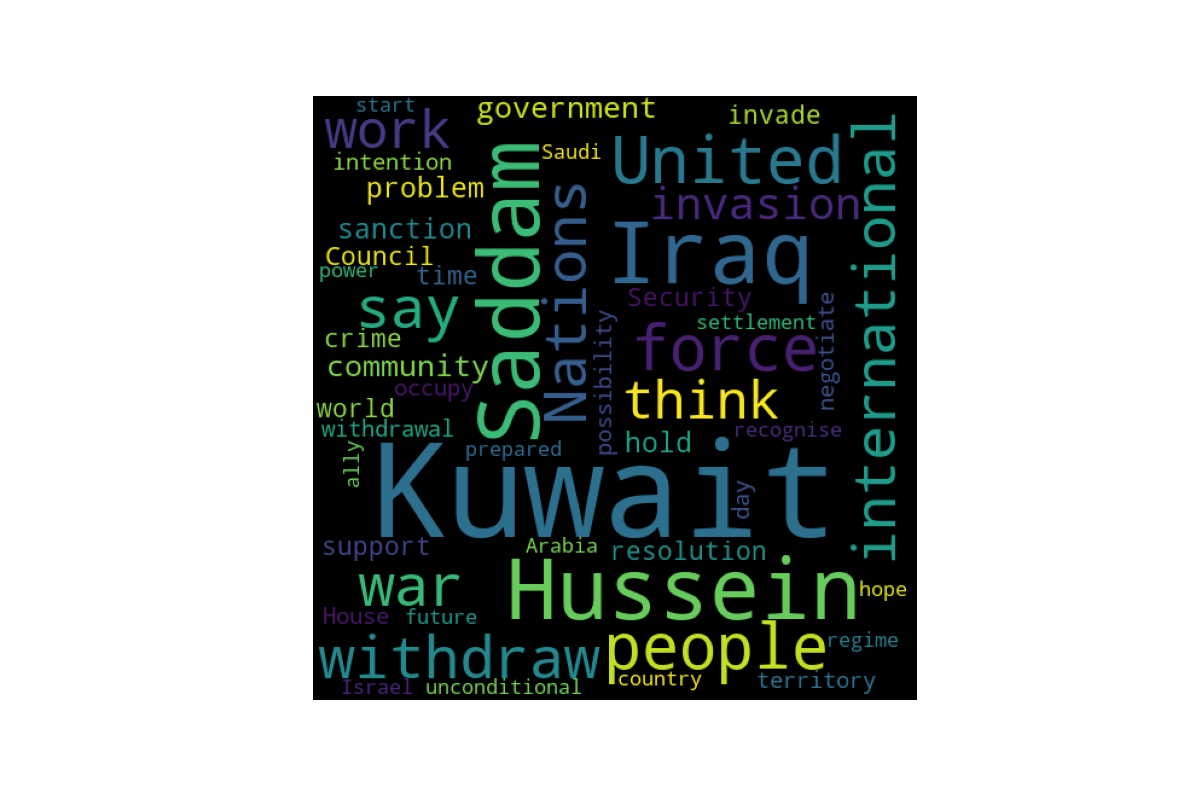 start
government
invade
work
Saudi
United
international
intention
Saddam
problem
Nations
invasion
sanction
Iraq
Council
power
time
Security
say
settlement
negotiate
crime
possibility
force
community
occupy
think
world
withdrawal
recognise
hold
prepared
ally
Kuwait
day
support
Arabia
resolution
war
Hussein
hope
House
future
withdraw
people
regime
country
territory
Israel
unconditional